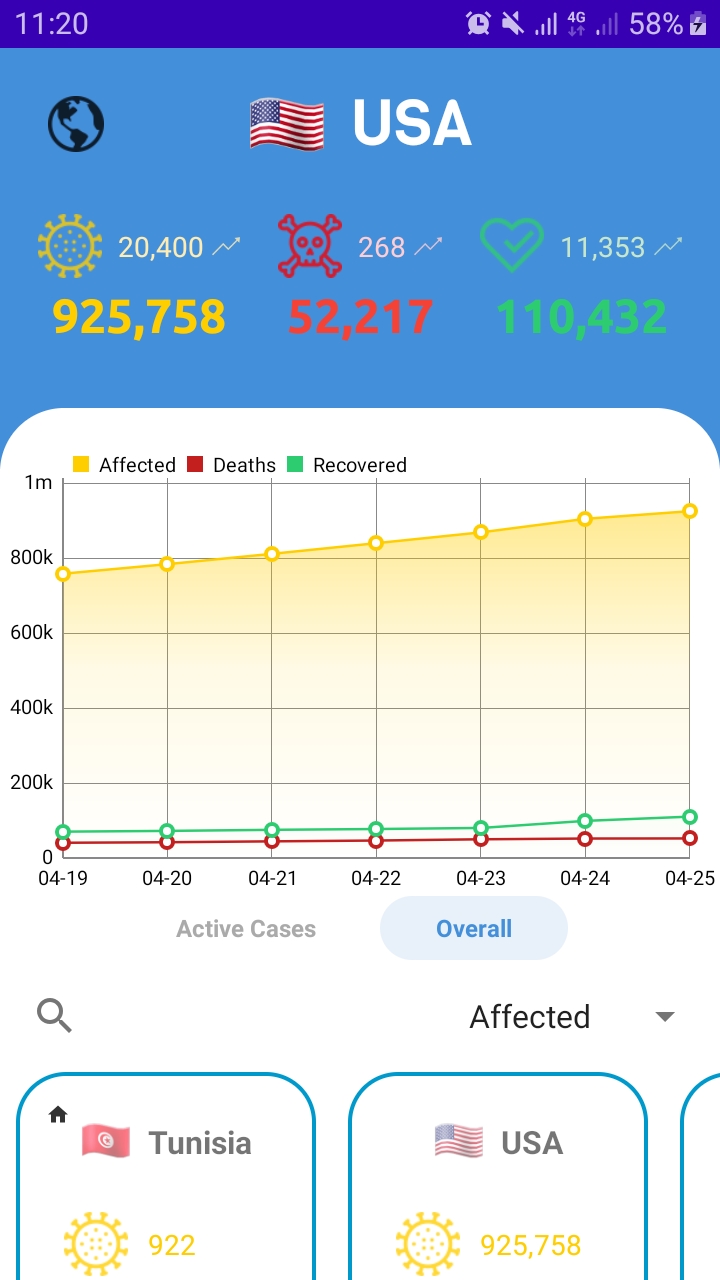 11:20 4G 58%
USA
20,400 268 11,353
925,758 52,217 110,432
Affected Deaths Recovered
1m
800k
600k
400k
200k
0
04-19 04-20 04-21 04-22 04-23 04-24 04-25
Active Cases Overall
Affected
Tunisia USA
922 925,758